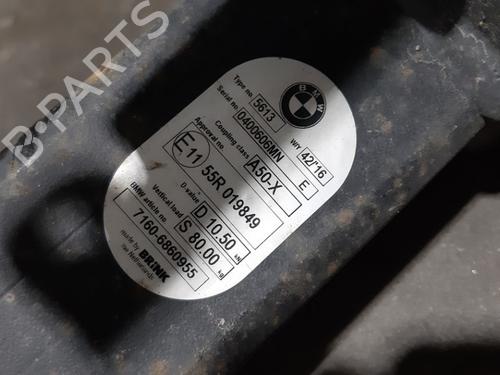 B-PARTS
BMW
Type no. 5613 WY 42/'16
Serial no. 0400606MN E
Coupling class A50-X
Approval no. E11 55R 019849
D-value D 10.50 kN
Vertical load S 80.00 kg
BMW article no. 7160-6860955
made by BRINK
The Netherlands